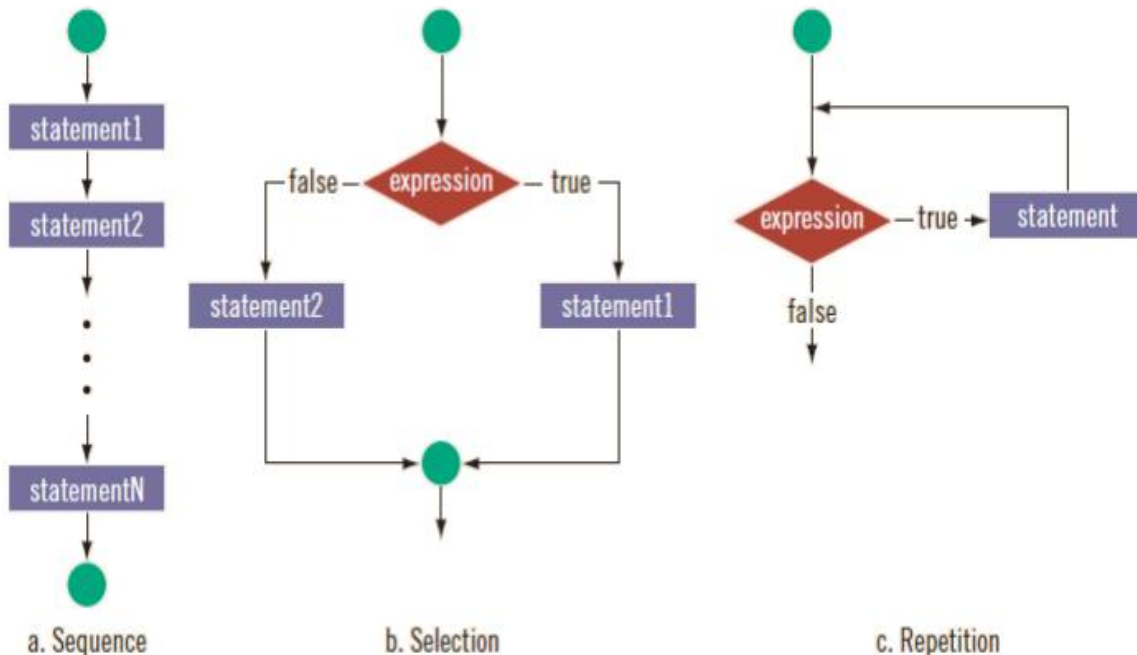 statement1
statement2
statementN
a. Sequence
false
expression
true
statement2
statement1
b. Selection
expression
true
statement
false
c. Repetition